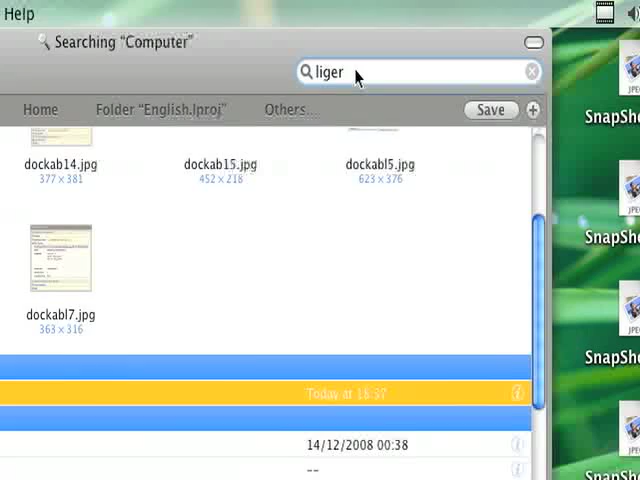 Help
Searching “Computer”
liger
Home Folder “English.lproj” Others... Save
dockab14.jpg dockab15.jpg dockabl5.jpg
377 × 381 452 × 218 623 × 376
dockabl7.jpg
363 × 316
Today at 18:37
14/12/2008 00:38
--
SnapSho
SnapSho
SnapSho
JPEG